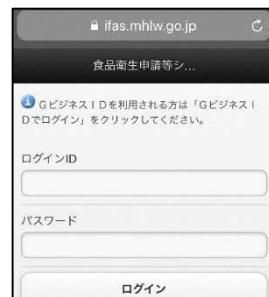 ifas.mhlw.go.jp
食品衛生申請等シ...
GビジネスIDを利用される方は「GビジネスI
Dでログイン」をクリックしてください。
ログインID
パスワード
ログイン